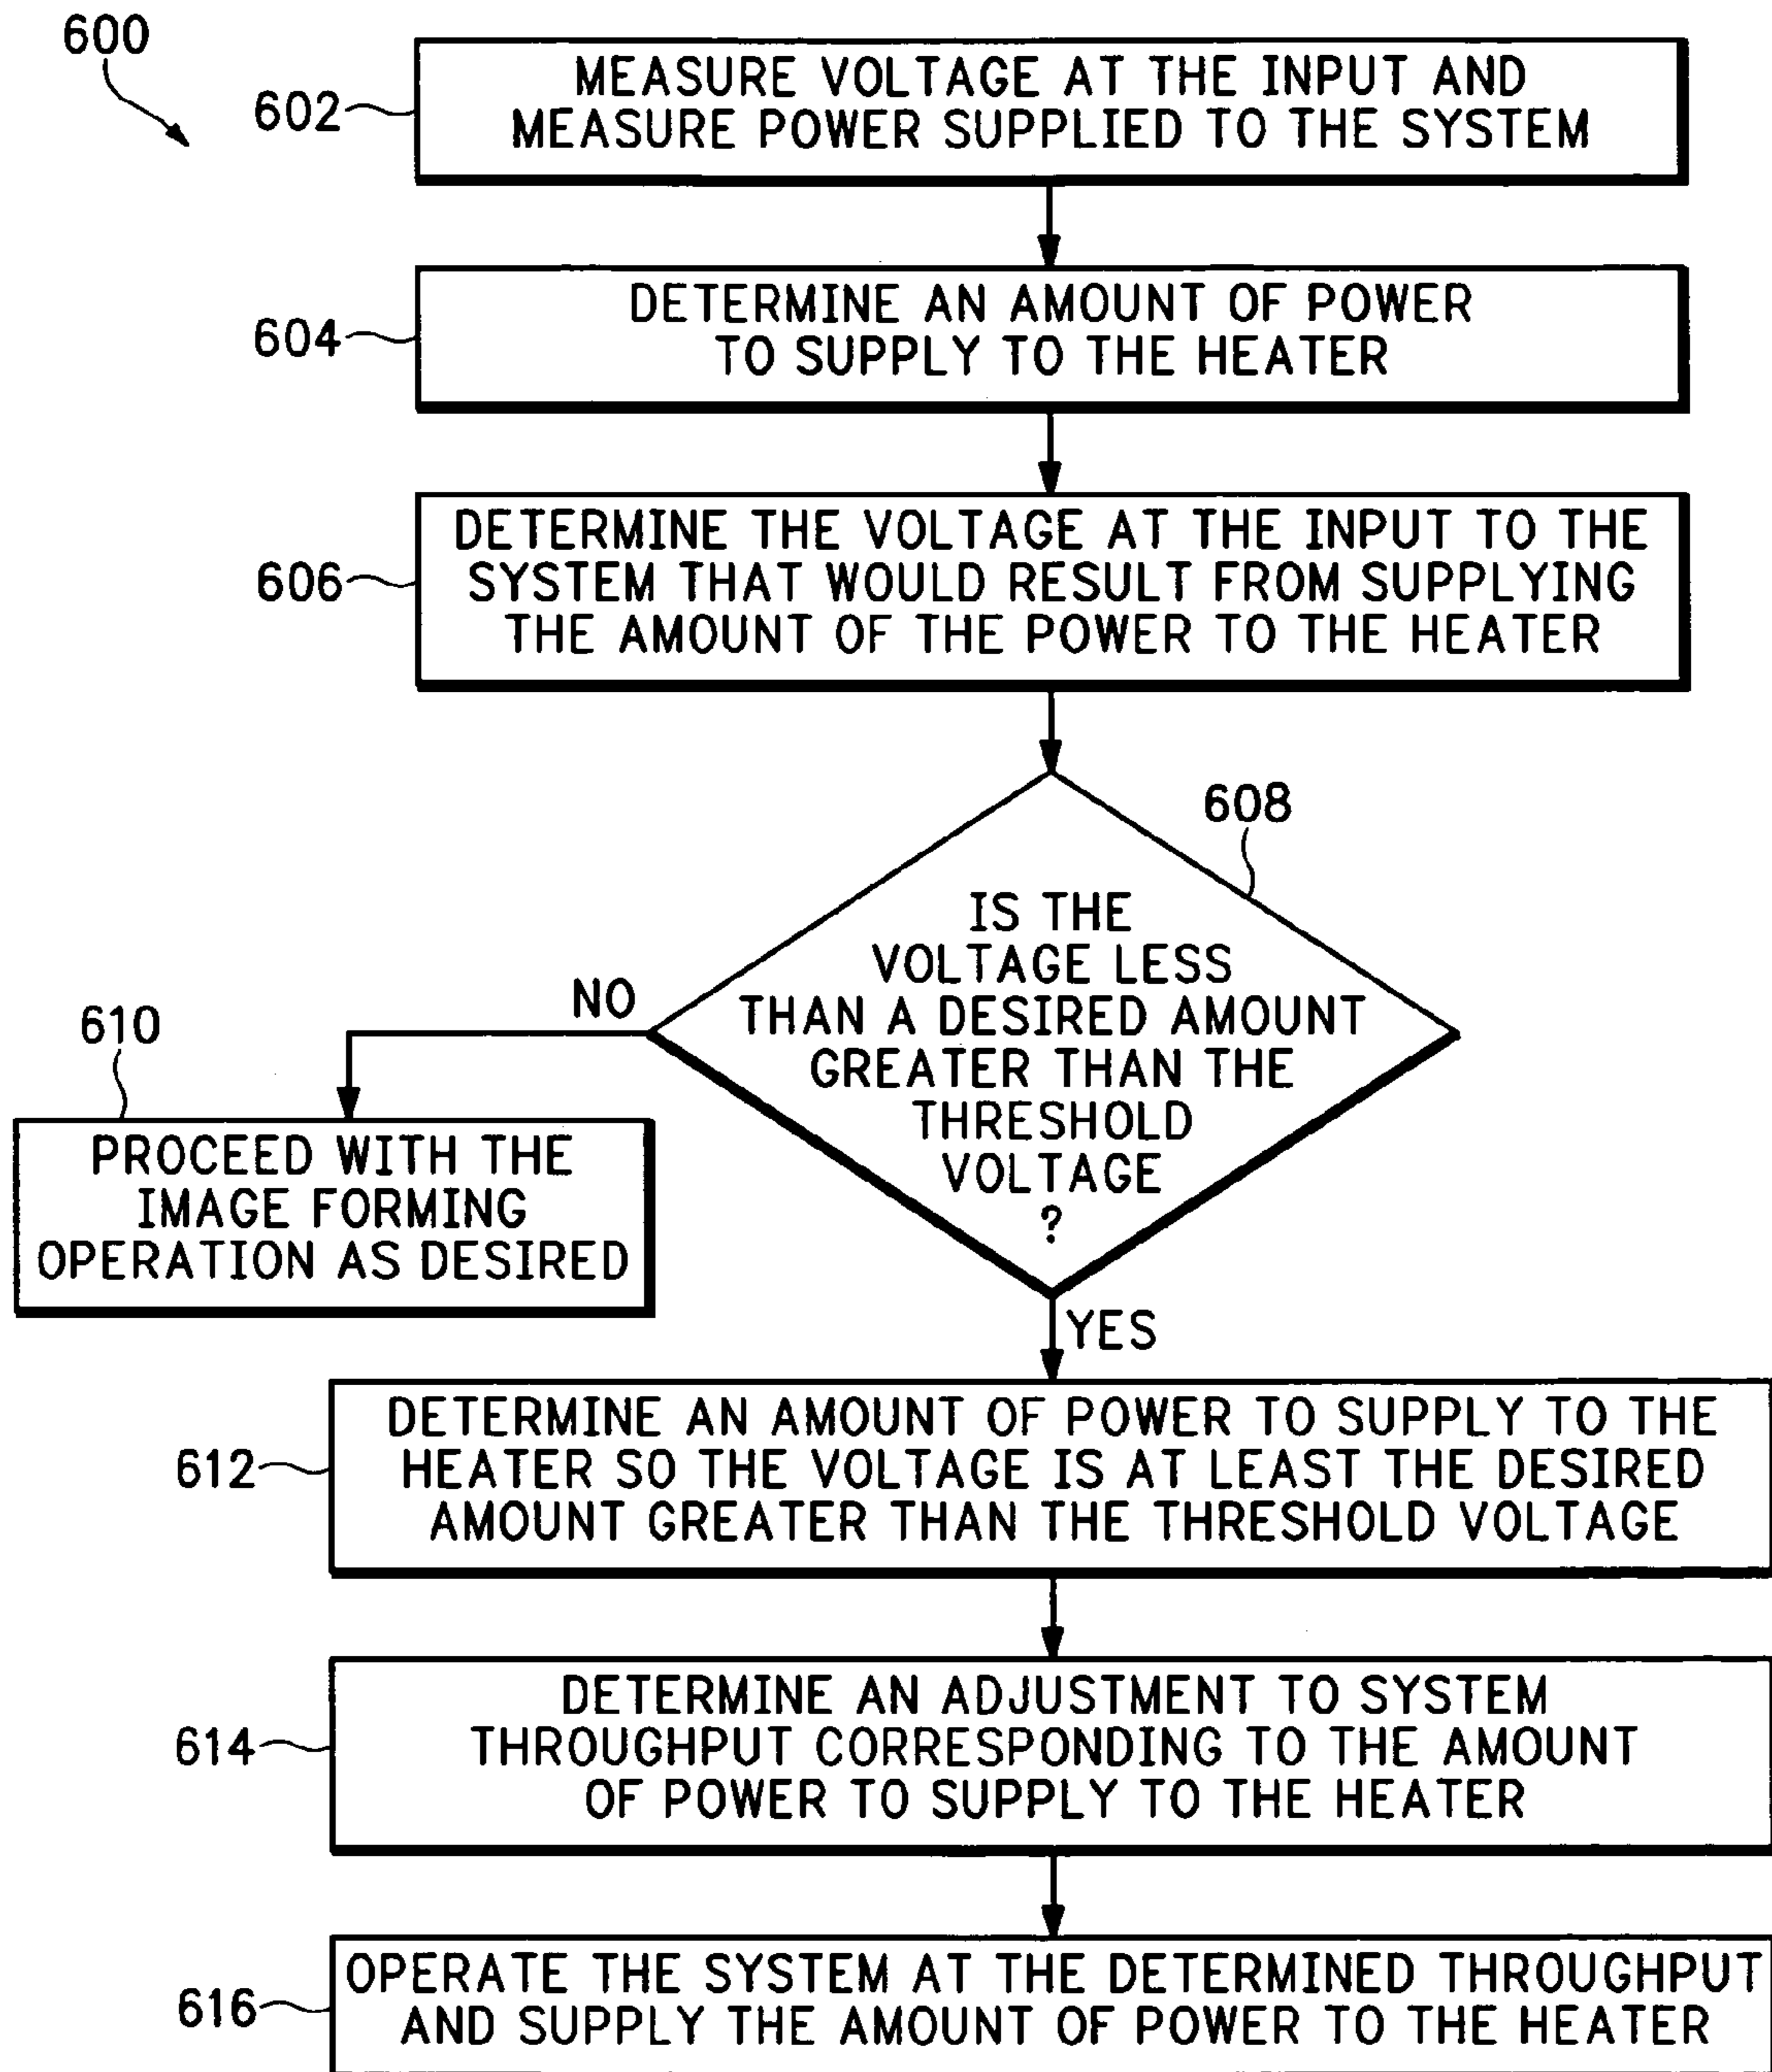 600
602
MEASURE VOLTAGE AT THE INPUT AND
MEASURE POWER SUPPLIED TO THE SYSTEM
604
DETERMINE AN AMOUNT OF POWER
TO SUPPLY TO THE HEATER
606
DETERMINE THE VOLTAGE AT THE INPUT TO THE
SYSTEM THAT WOULD RESULT FROM SUPPLYING
THE AMOUNT OF THE POWER TO THE HEATER
608
IS THE
VOLTAGE LESS
THAN A DESIRED AMOUNT
GREATER THAN THE
THRESHOLD
VOLTAGE
?
NO
610
PROCEED WITH THE
IMAGE FORMING
OPERATION AS DESIRED
YES
612
DETERMINE AN AMOUNT OF POWER TO SUPPLY TO THE
HEATER SO THE VOLTAGE IS AT LEAST THE DESIRED
AMOUNT GREATER THAN THE THRESHOLD VOLTAGE
614
DETERMINE AN ADJUSTMENT TO SYSTEM
THROUGHPUT CORRESPONDING TO THE AMOUNT
OF POWER TO SUPPLY TO THE HEATER
616
OPERATE THE SYSTEM AT THE DETERMINED THROUGHPUT
AND SUPPLY THE AMOUNT OF POWER TO THE HEATER